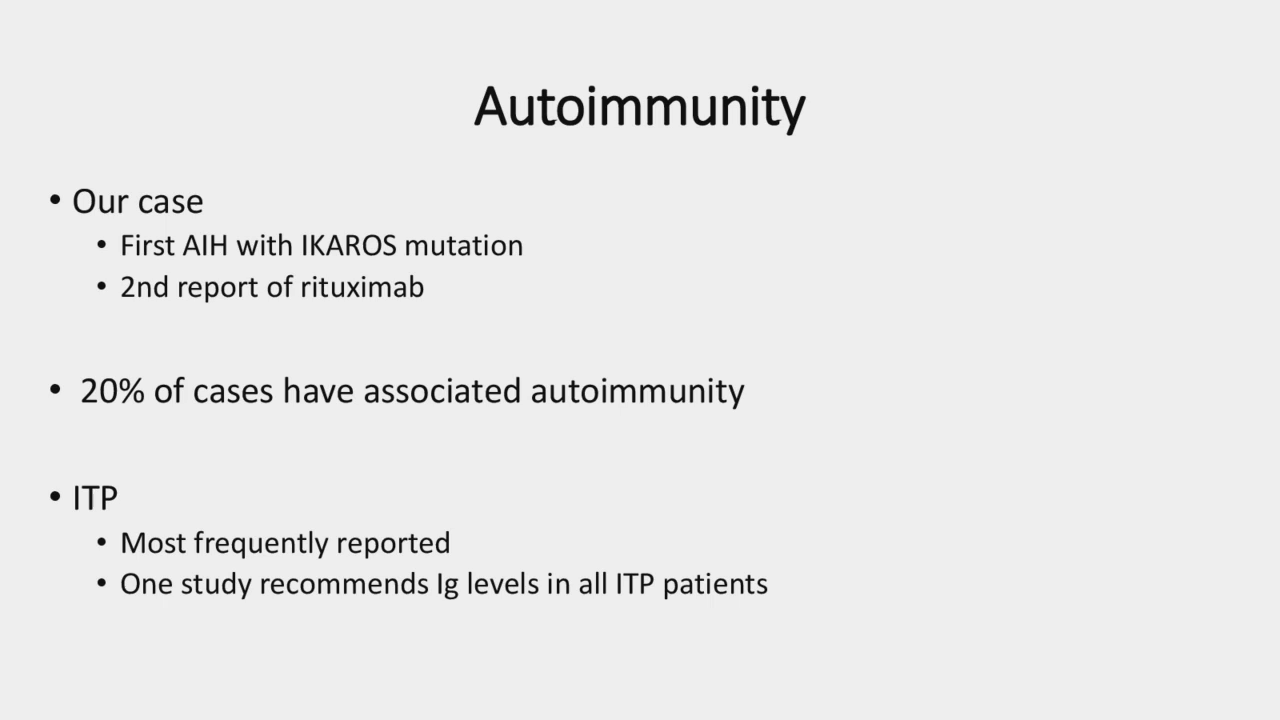 Autoimmunity
• Our case
• First AIH with IKAROS mutation
• 2nd report of rituximab
• 20% of cases have associated autoimmunity
• ITP
• Most frequently reported
• One study recommends Ig levels in all ITP patients